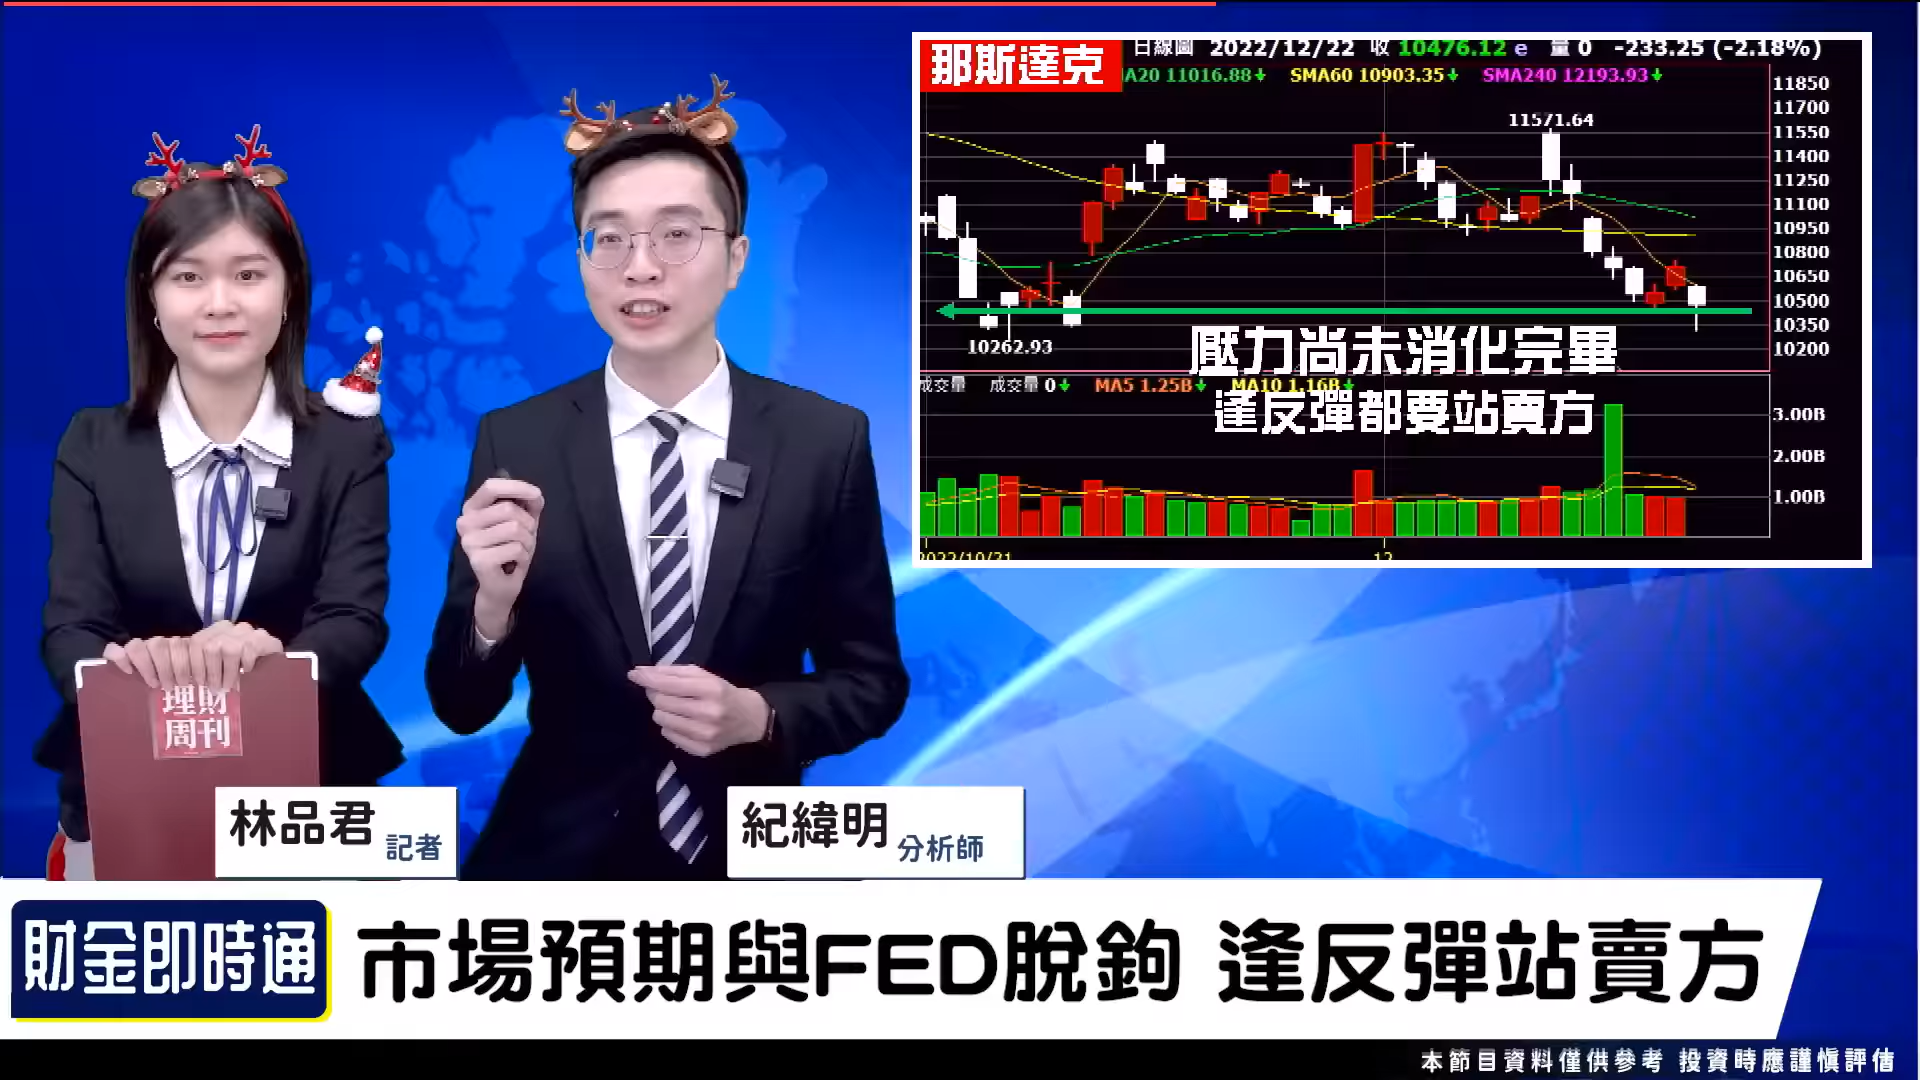 那斯達克
日線圖 2022/12/22 收 10476.12 e 量 0 -233.25 (-2.18%)
A20 11016.88↓ SMA60 10903.35↓ SMA240 12193.93↓
11850
11700
11550
11400
11250
11100
10950
10800
10650
10500
10350
10200
11571.64
10262.93
壓力尚未消化完畢
逢反彈都要站賣方
成交量 成交量 0↓ MA5 1.25B↓ MA10 1.16B↓
3.00B
2.00B
1.00B
2022/10/31 12
理財
周刊
林品君 記者
紀緯明 分析師
財金即時通
市場預期與FED脫鉤 逢反彈站賣方
本節目資料僅供參考 投資時應謹慎評估